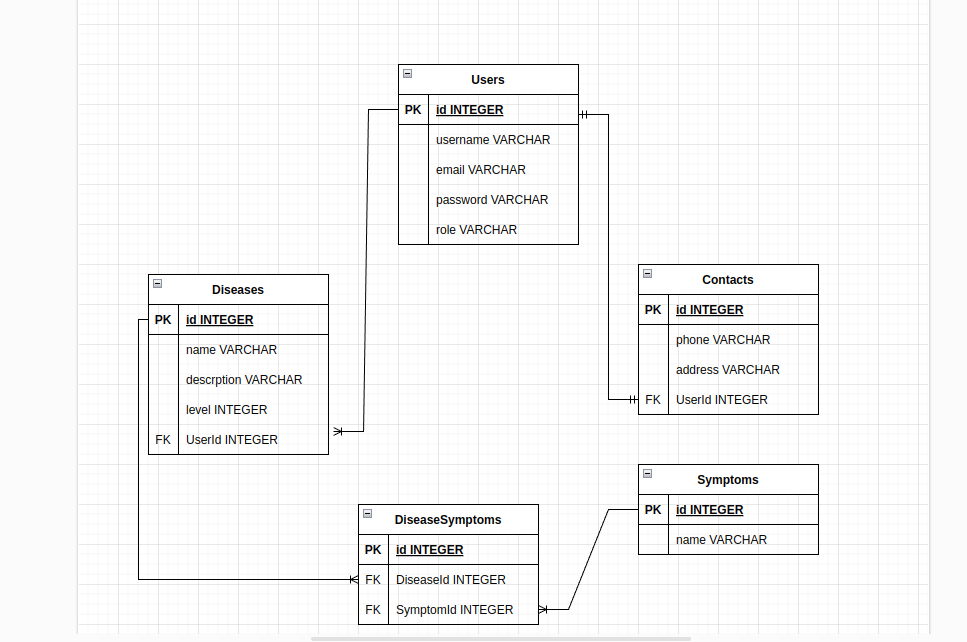 Users
PK id INTEGER
username VARCHAR
email VARCHAR
password VARCHAR
role VARCHAR
Diseases
PK id INTEGER
name VARCHAR
descrption VARCHAR
level INTEGER
FK UserId INTEGER
Contacts
PK id INTEGER
phone VARCHAR
address VARCHAR
FK UserId INTEGER
DiseaseSymptoms
PK id INTEGER
FK DiseaseId INTEGER
FK SymptomId INTEGER
Symptoms
PK id INTEGER
name VARCHAR